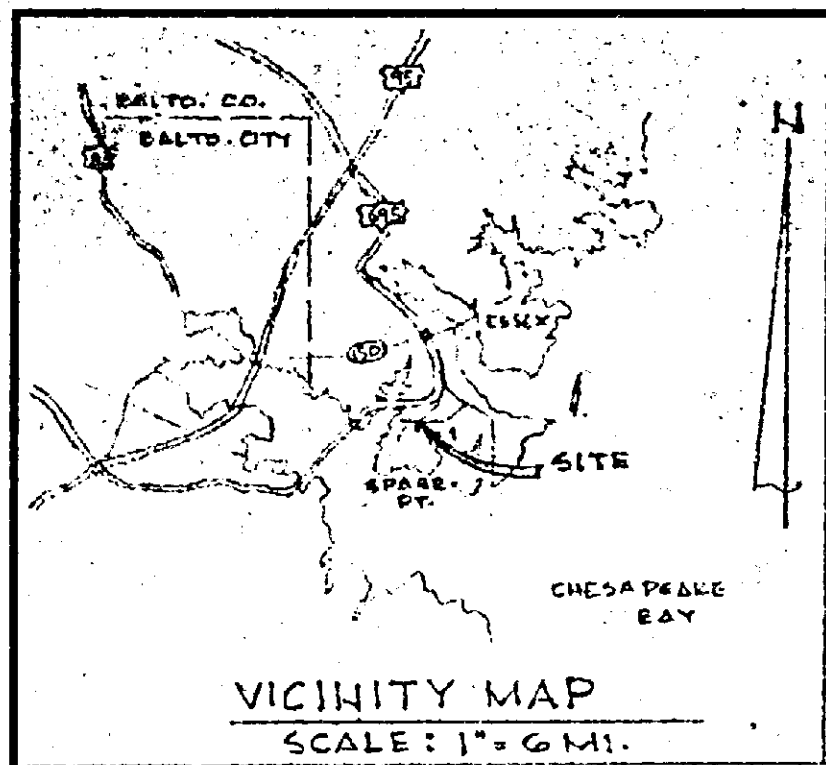 95
BALTO. CO.
BALTO. CITY
83
N
695
ESSEX
150
SITE
SPARR.
PT.
CHESAPEAKE
BAY
VICINITY MAP
SCALE: 1" = 6 MI.